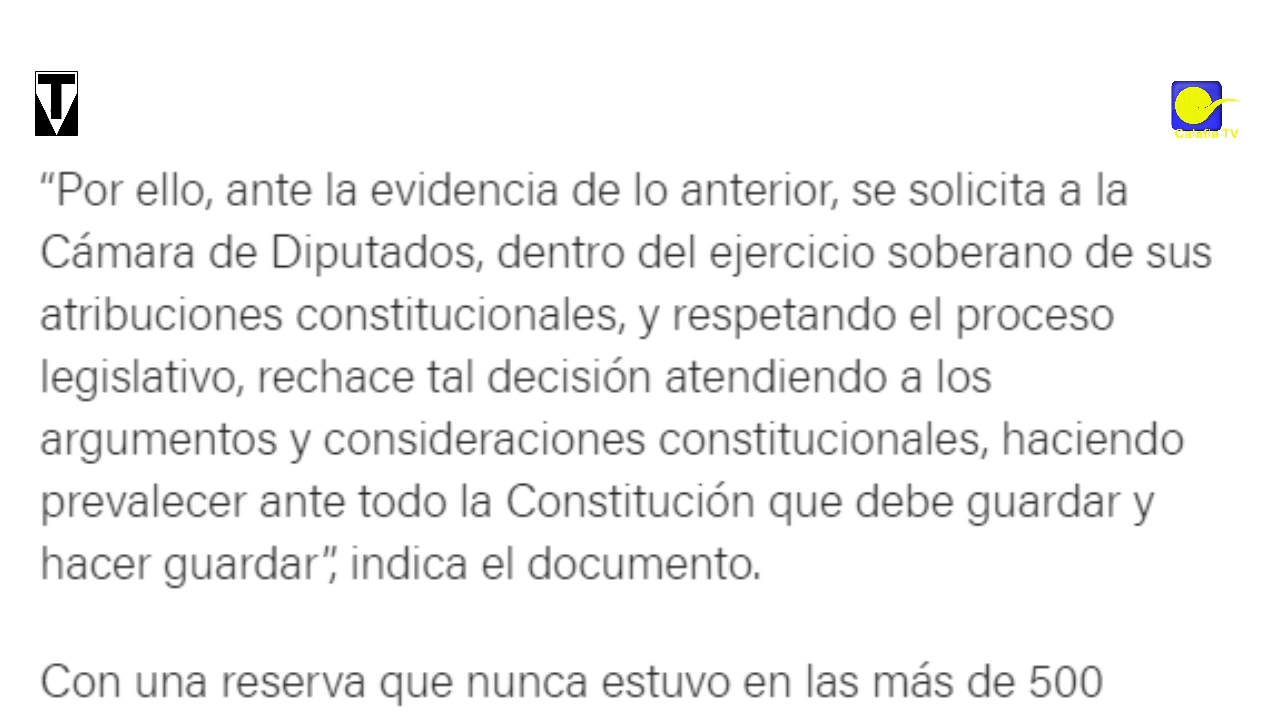 TV
Calafia TV
“Por ello, ante la evidencia de lo anterior, se solicita a la
Cámara de Diputados, dentro del ejercicio soberano de sus
atribuciones constitucionales, y respetando el proceso
legislativo, rechace tal decisión atendiendo a los
argumentos y consideraciones constitucionales, haciendo
prevalecer ante todo la Constitución que debe guardar y
hacer guardar”, indica el documento.
Con una reserva que nunca estuvo en las más de 500